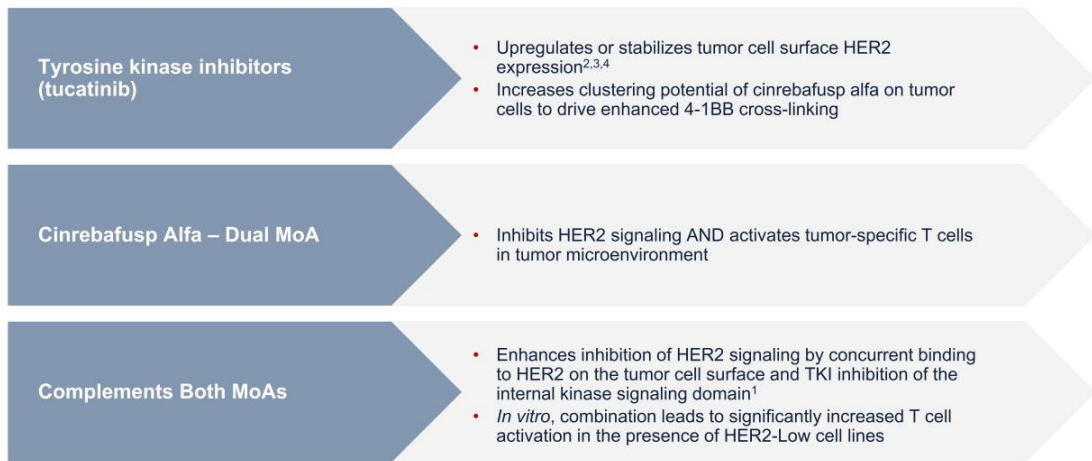 Tyrosine kinase inhibitors
(tucatinib)
• Upregulates or stabilizes tumor cell surface HER2
expression2,3,4
• Increases clustering potential of cinrebafusp alfa on tumor
cells to drive enhanced 4-1BB cross-linking
Cinrebafusp Alfa – Dual MoA
• Inhibits HER2 signaling AND activates tumor-specific T cells
in tumor microenvironment
Complements Both MoAs
• Enhances inhibition of HER2 signaling by concurrent binding
to HER2 on the tumor cell surface and TKI inhibition of the
internal kinase signaling domain1
• In vitro, combination leads to significantly increased T cell
activation in the presence of HER2-Low cell lines